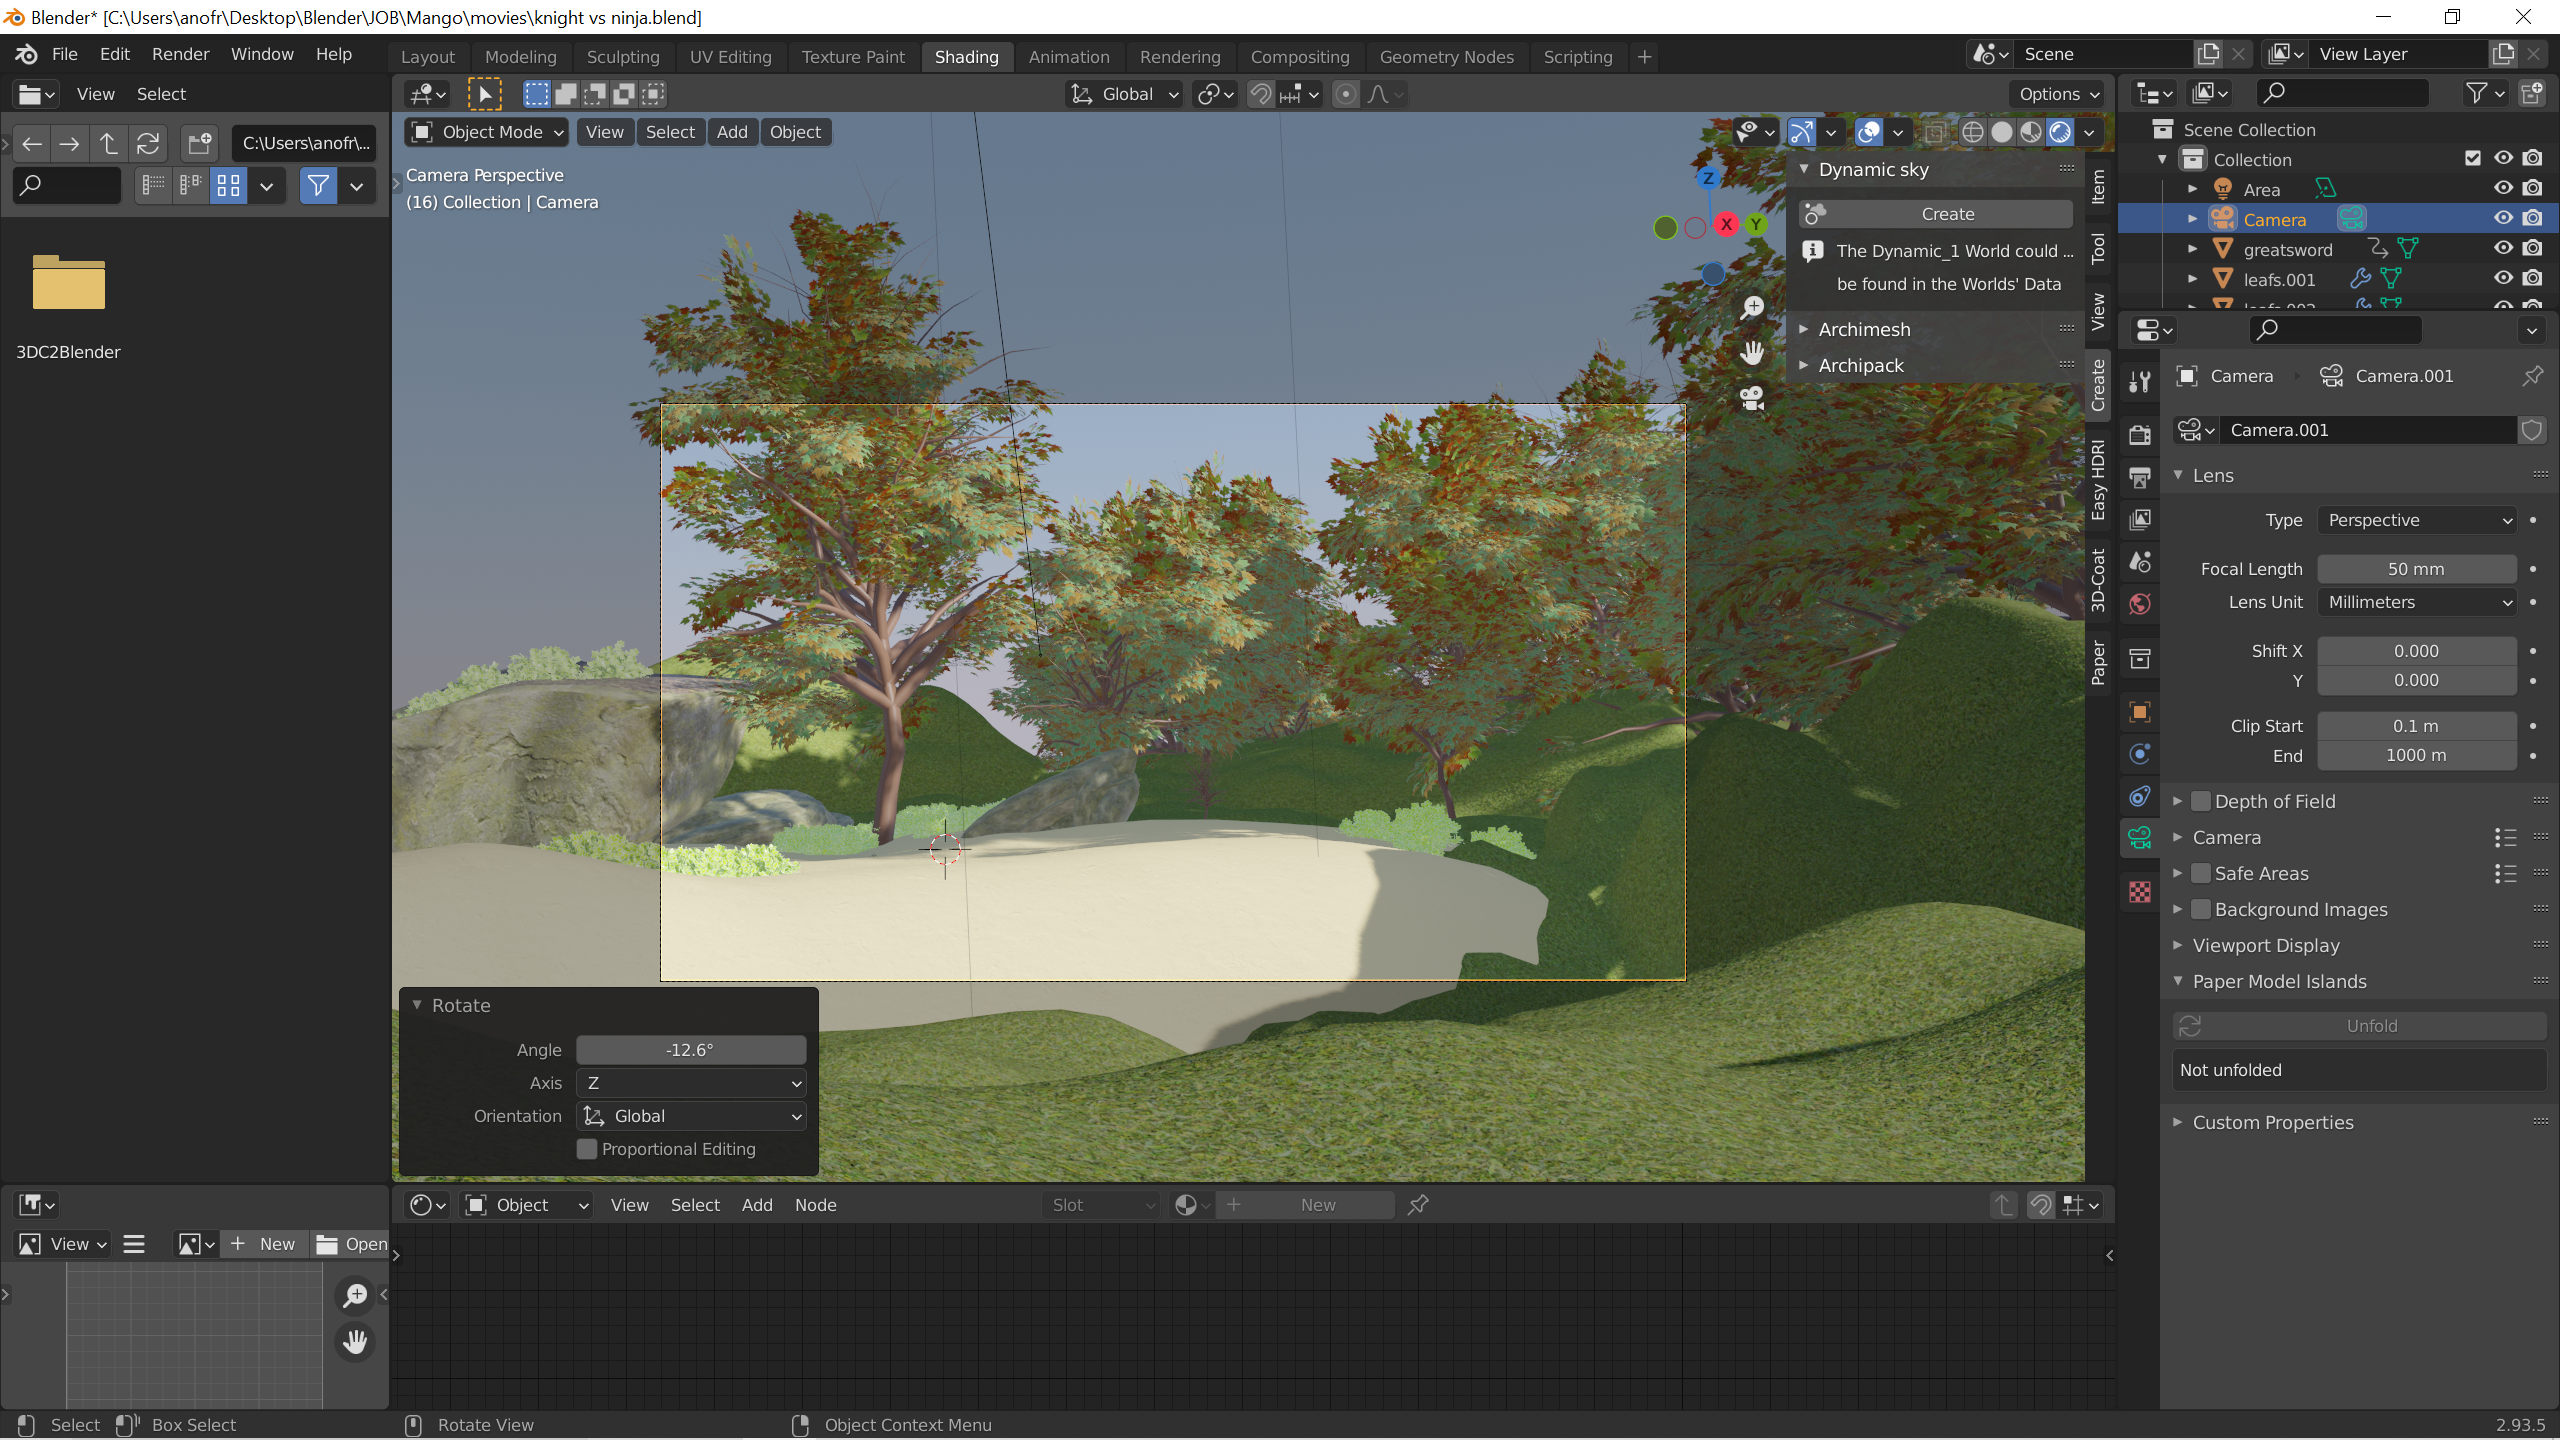 Blender* [C:\Users\anofr\Desktop\Blender\JOB\Mango\movies\knight vs ninja.blend]
File Edit Render Window Help
Layout Modeling Sculpting UV Editing Texture Paint Shading Animation Rendering Compositing Geometry Nodes Scripting +
Scene
View Layer
View Select
C:\Users\anofr\...
3DC2Blender
Global
Options
Object Mode View Select Add Object
Camera Perspective
(16) Collection | Camera
Z
X
Y
Dynamic sky
Create
The Dynamic_1 World could ...
be found in the Worlds' Data
Archimesh
Archipack
Item
Tool
View
Create
Easy HDRI
3D-Coat
Paper
Rotate
Angle -12.6°
Axis Z
Orientation Global
Proportional Editing
Scene Collection
Collection
Area
Camera
greatsword
leafs.001
Camera Camera.001
Camera.001
Lens
Type Perspective
Focal Length 50 mm
Lens Unit Millimeters
Shift X 0.000
Y 0.000
Clip Start 0.1 m
End 1000 m
Depth of Field
Camera
Safe Areas
Background Images
Viewport Display
Paper Model Islands
Unfold
Not unfolded
Custom Properties
View + New Open
Object View Select Add Node
Slot
+ New
Select Box Select Rotate View Object Context Menu
2.93.5